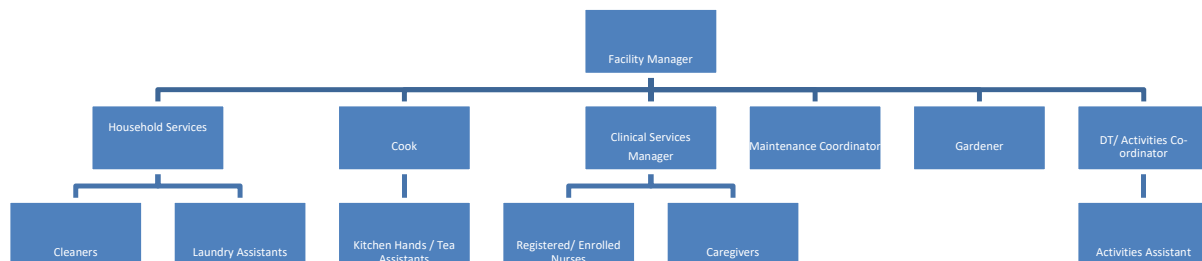 Facility Manager
Household Services
Cook
Clinical Services
Manager
Maintenance Coordinator
Gardener
DT/ Activities Co-
ordinator
Cleaners
Laundry Assistants
Kitchen Hands / Tea
Assistants
Registered/ Enrolled
Nurses
Caregivers
Activities Assistant